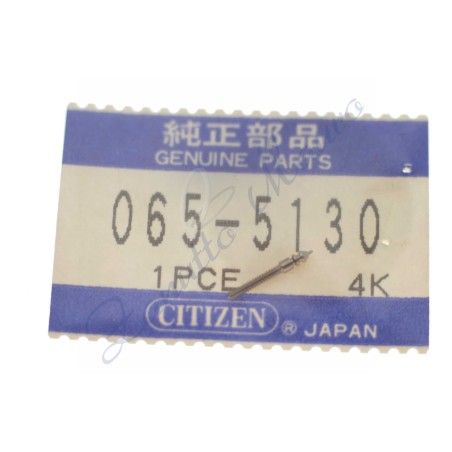 純正部品
GENUINE PARTS
065-5130
1PCE 4K
CITIZEN ® JAPAN